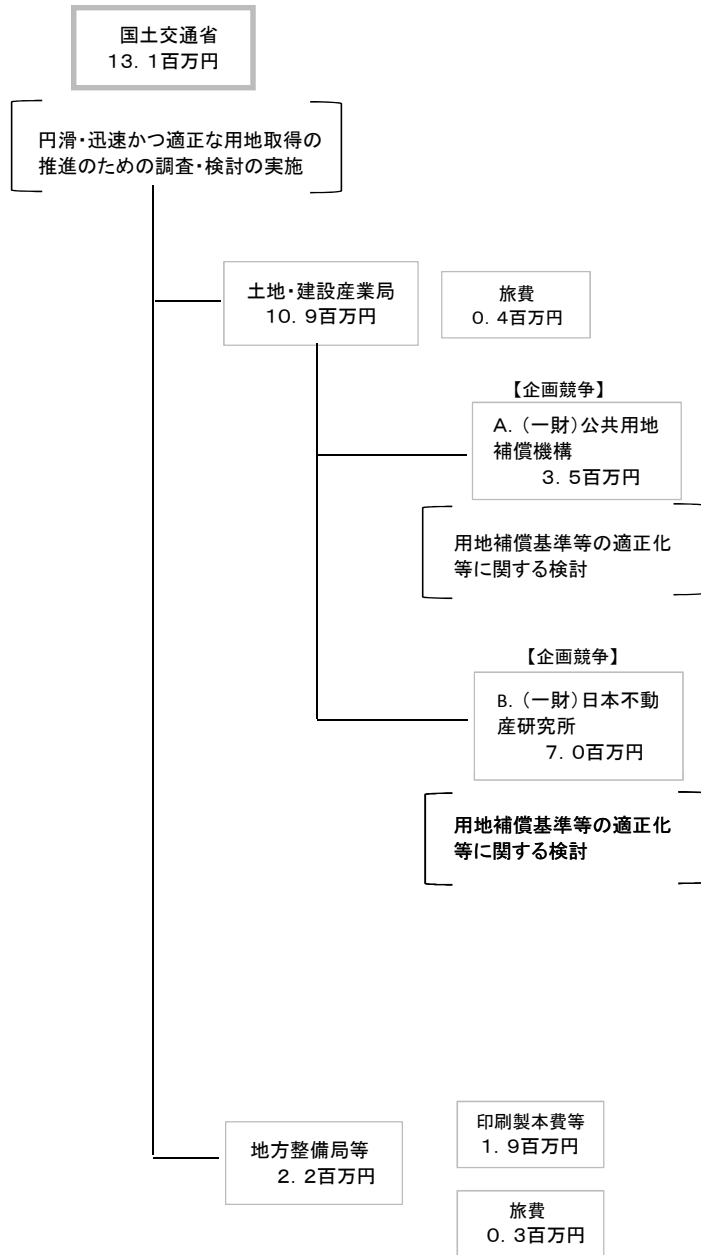 国土交通省
１３．１百万円
円滑・迅速かつ適正な用地取得の
推進のための調査・検討の実施
土地・建設産業局
１０．９百万円
旅費
０．４百万円
【企画競争】
Ａ．（一財）公共用地
補償機構
３．５百万円
用地補償基準等の適正化
等に関する検討
【企画競争】
B．（一財）日本不動
産研究所
７．０百万円
用地補償基準等の適正化
等に関する検討
地方整備局等
２．２百万円
印刷製本費等
１．９百万円
旅費
０．３百万円